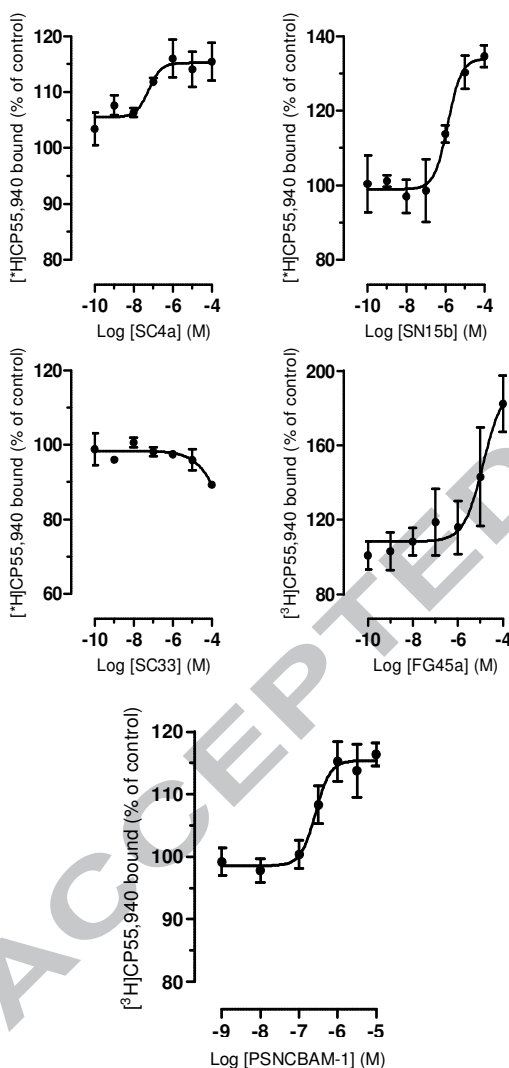 [*H]CP55,940 bound (% of control)
120
110
100
90
80
-10 -8 -6 -4
Log [SC4a] (M)
[*H]CP55,940 bound (% of control)
140
120
100
80
-10 -8 -6 -4
Log [SN15b] (M)
[*H]CP55,940 bound (% of control)
120
100
80
60
-10 -8 -6 -4
Log [SC33] (M)
[³H]CP55,940 bound (% of control)
200
160
120
80
-10 -8 -6 -4
Log [FG45a] (M)
[³H]CP55,940 bound (% of control)
120
110
100
90
80
-9 -8 -7 -6 -5
Log [PSNCBAM-1] (M)
ACCEPTED